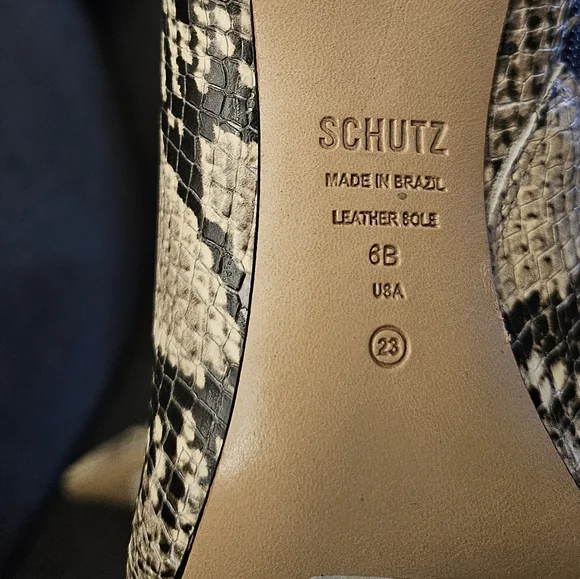 SCHUTZ
MADE IN BRAZIL
LEATHER SOLE
6B
USA
23